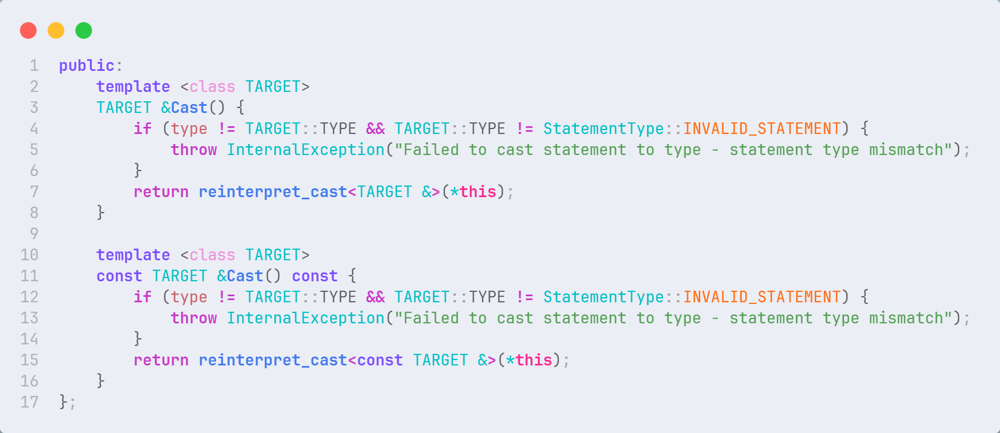 1 public:
2     template <class TARGET>
3     TARGET &Cast() {
4         if (type != TARGET::TYPE && TARGET::TYPE != StatementType::INVALID_STATEMENT) {
5             throw InternalException("Failed to cast statement to type - statement type mismatch");
6         }
7         return reinterpret_cast<TARGET &>(*this);
8     }
9
10     template <class TARGET>
11     const TARGET &Cast() const {
12         if (type != TARGET::TYPE && TARGET::TYPE != StatementType::INVALID_STATEMENT) {
13             throw InternalException("Failed to cast statement to type - statement type mismatch");
14         }
15         return reinterpret_cast<const TARGET &>(*this);
16     }
17 };